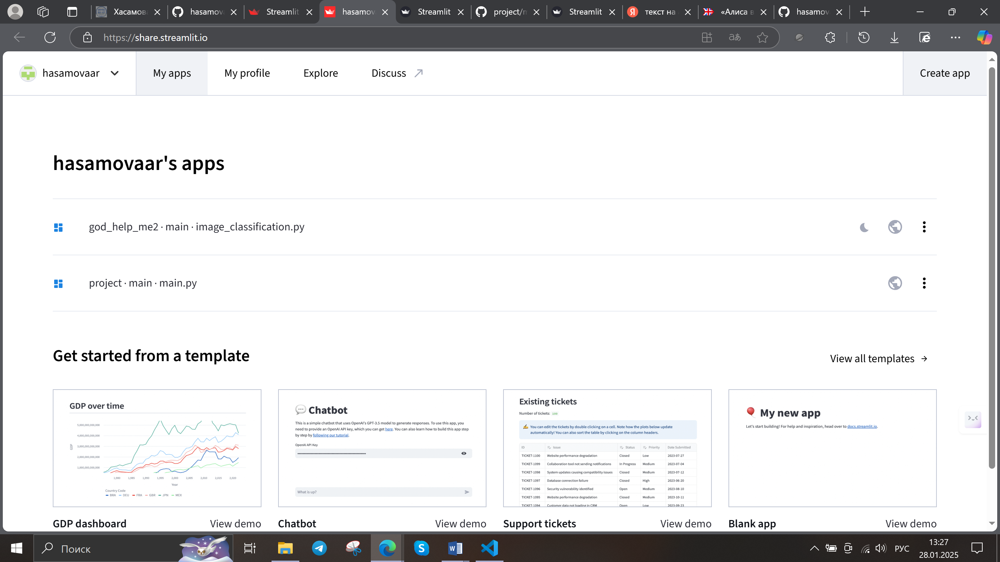 Хасамова
hasamova
Streamlit
hasamov
Streamlit
project/m
Streamlit
текст на
«Алиса в
hasamov
https://share.streamlit.io
hasamovaar
My apps
My profile
Explore
Discuss
Create app
hasamovaar's apps
god_help_me2 · main · image_classification.py
project · main · main.py
Get started from a template
View all templates →
GDP over time
5,000,000,000,000
4,000,000,000,000
3,000,000,000,000
2,000,000,000,000
1,000,000,000,000
GDP
1,980 1,985 1,990 1,995 2,000 2,005 2,010 2,015 2,020
Year
Country Code
BRA DEU FRA GBR JPN MEX
Chatbot
This is a simple chatbot that uses OpenAI's GPT-3.5 model to generate responses. To use this app, you
need to provide an OpenAI API key, which you can get here. You can also learn how to build this app step
by step by following our tutorial.
OpenAI API Key
What is up?
Existing tickets
Number of tickets: 100
You can edit the tickets by double clicking on a cell. Note how the plots below update
automatically! You can also sort the table by clicking on the column headers.
ID Issue Status Priority Date Submitted
TICKET-1100 Website performance degradation Closed Low 2023-07-27
TICKET-1099 Collaboration tool not sending notifications In Progress Medium 2023-07-04
TICKET-1098 System updates causing compatibility issues Closed Medium 2023-07-12
TICKET-1097 Database connection failure Closed High 2023-06-20
TICKET-1096 Security vulnerability identified Open Medium 2023-08-10
TICKET-1095 Website performance degradation Closed Medium 2023-10-11
TICKET-1094 Customer data not loading in CRM Open Low 2023-09-23
My new app
Let's start building! For help and inspiration, head over to docs.streamlit.io.
GDP dashboard
View demo
Chatbot
View demo
Support tickets
View demo
Blank app
View demo
Поиск
РУС
13:27
28.01.2025